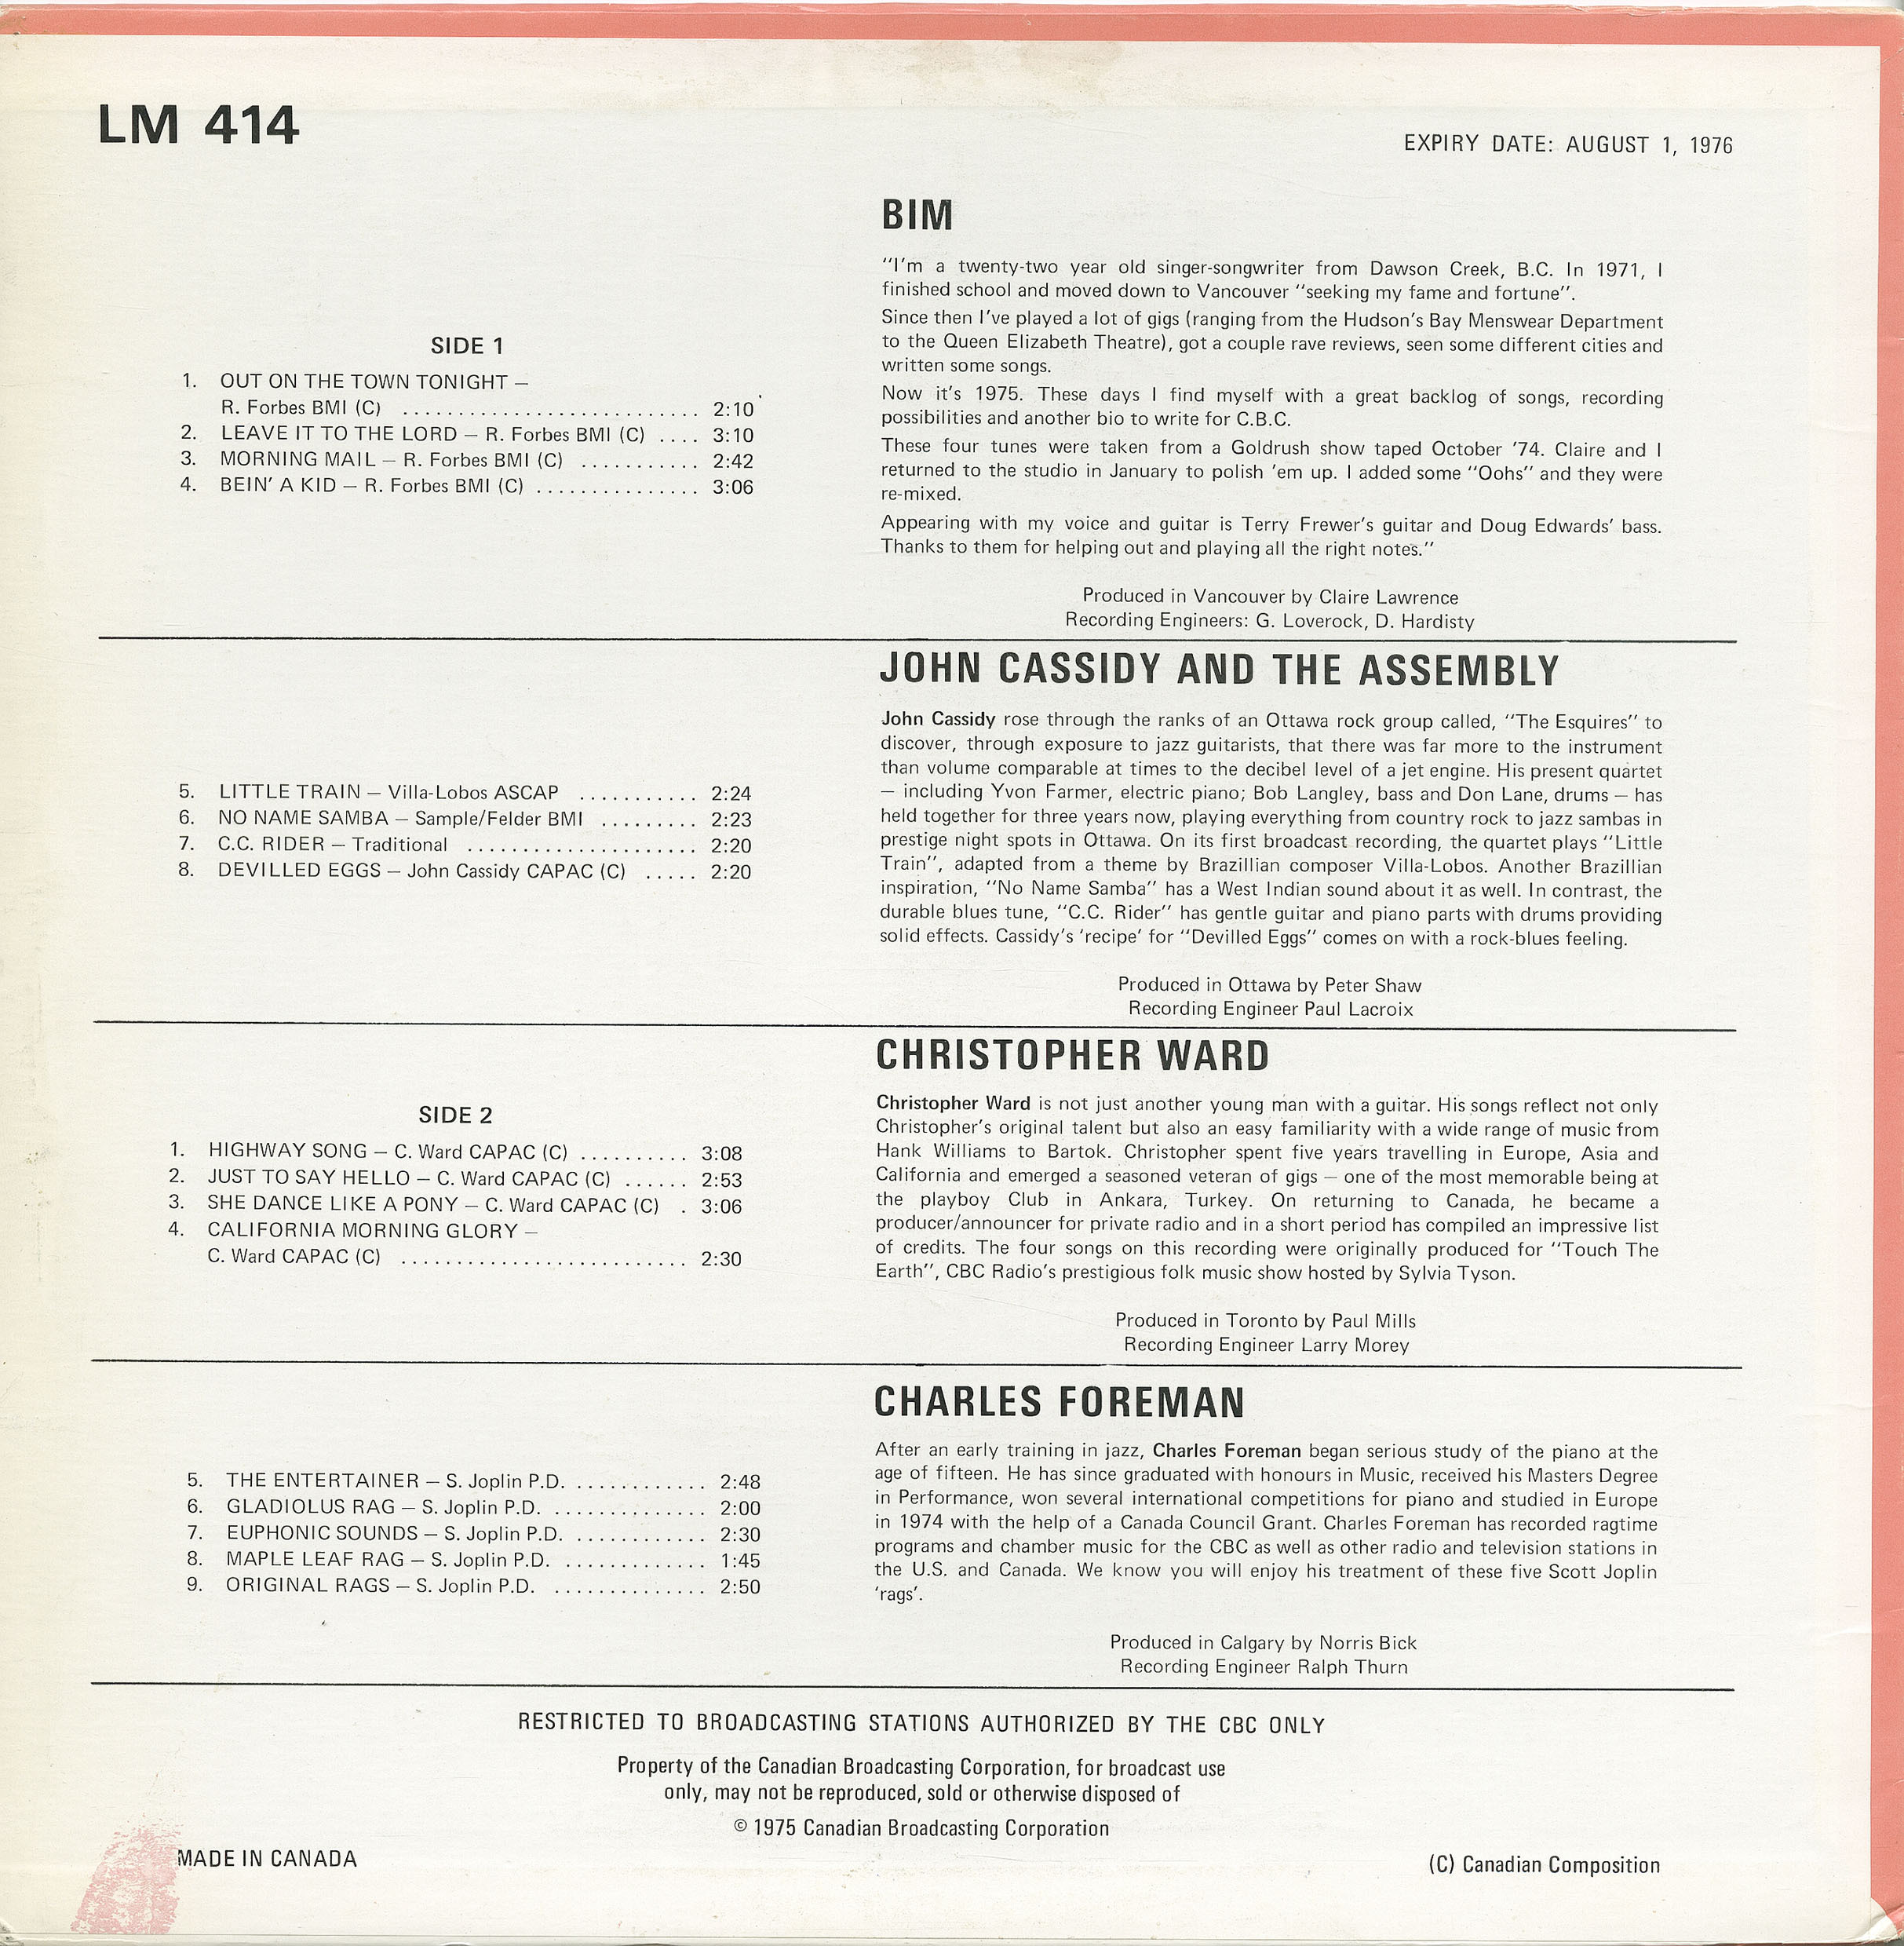 LM 414
EXPIRY DATE: AUGUST 1, 1976
BIM
"I'm a twenty-two year old singer-songwriter from Dawson Creek, B.C. In 1971, I
finished school and moved down to Vancouver "seeking my fame and fortune".
Since then I've played a lot of gigs (ranging from the Hudson's Bay Menswear Department
to the Queen Elizabeth Theatre), got a couple rave reviews, seen some different cities and
written some songs.
Now it's 1975. These days I find myself with a great backlog of songs, recording
possibilities and another bio to write for C.B.C.
These four tunes were taken from a Goldrush show taped October '74. Claire and I
returned to the studio in January to polish 'em up. I added some "Oohs" and they were
re-mixed.
Appearing with my voice and guitar is Terry Frewer's guitar and Doug Edwards' bass.
Thanks to them for helping out and playing all the right notes."
Produced in Vancouver by Claire Lawrence
Recording Engineers: G. Loverock, D. Hardisty
SIDE 1
1. OUT ON THE TOWN TONIGHT –
R. Forbes BMI (C) ........................... 2:10
2. LEAVE IT TO THE LORD – R. Forbes BMI (C) .... 3:10
3. MORNING MAIL – R. Forbes BMI (C) ........... 2:42
4. BEIN' A KID – R. Forbes BMI (C) ............... 3:06
JOHN CASSIDY AND THE ASSEMBLY
John Cassidy rose through the ranks of an Ottawa rock group called, "The Esquires" to
discover, through exposure to jazz guitarists, that there was far more to the instrument
than volume comparable at times to the decibel level of a jet engine. His present quartet
– including Yvon Farmer, electric piano; Bob Langley, bass and Don Lane, drums – has
held together for three years now, playing everything from country rock to jazz sambas in
prestige night spots in Ottawa. On its first broadcast recording, the quartet plays "Little
Train", adapted from a theme by Brazillian composer Villa-Lobos. Another Brazillian
inspiration, "No Name Samba" has a West Indian sound about it as well. In contrast, the
durable blues tune, "C.C. Rider" has gentle guitar and piano parts with drums providing
solid effects. Cassidy's 'recipe' for "Devilled Eggs" comes on with a rock-blues feeling.
Produced in Ottawa by Peter Shaw
Recording Engineer Paul Lacroix
5. LITTLE TRAIN – Villa-Lobos ASCAP ........... 2:24
6. NO NAME SAMBA – Sample/Felder BMI ......... 2:23
7. C.C. RIDER – Traditional ..................... 2:20
8. DEVILLED EGGS – John Cassidy CAPAC (C) ..... 2:20
CHRISTOPHER WARD
Christopher Ward is not just another young man with a guitar. His songs reflect not only
Christopher's original talent but also an easy familiarity with a wide range of music from
Hank Williams to Bartok. Christopher spent five years travelling in Europe, Asia and
California and emerged a seasoned veteran of gigs – one of the most memorable being at
the playboy Club in Ankara, Turkey. On returning to Canada, he became a
producer/announcer for private radio and in a short period has compiled an impressive list
of credits. The four songs on this recording were originally produced for "Touch The
Earth", CBC Radio's prestigious folk music show hosted by Sylvia Tyson.
Produced in Toronto by Paul Mills
Recording Engineer Larry Morey
SIDE 2
1. HIGHWAY SONG – C. Ward CAPAC (C) .......... 3:08
2. JUST TO SAY HELLO – C. Ward CAPAC (C) ...... 2:53
3. SHE DANCE LIKE A PONY – C. Ward CAPAC (C) . 3:06
4. CALIFORNIA MORNING GLORY –
C. Ward CAPAC (C) .......................... 2:30
CHARLES FOREMAN
After an early training in jazz, Charles Foreman began serious study of the piano at the
age of fifteen. He has since graduated with honours in Music, received his Masters Degree
in Performance, won several international competitions for piano and studied in Europe
in 1974 with the help of a Canada Council Grant. Charles Foreman has recorded ragtime
programs and chamber music for the CBC as well as other radio and television stations in
the U.S. and Canada. We know you will enjoy his treatment of these five Scott Joplin
'rags'.
Produced in Calgary by Norris Bick
Recording Engineer Ralph Thurn
5. THE ENTERTAINER – S. Joplin P.D. ............ 2:48
6. GLADIOLUS RAG – S. Joplin P.D. .............. 2:00
7. EUPHONIC SOUNDS – S. Joplin P.D. ............ 2:30
8. MAPLE LEAF RAG – S. Joplin P.D. ............. 1:45
9. ORIGINAL RAGS – S. Joplin P.D. .............. 2:50
RESTRICTED TO BROADCASTING STATIONS AUTHORIZED BY THE CBC ONLY
Property of the Canadian Broadcasting Corporation, for broadcast use
only, may not be reproduced, sold or otherwise disposed of
© 1975 Canadian Broadcasting Corporation
MADE IN CANADA
(C) Canadian Composition